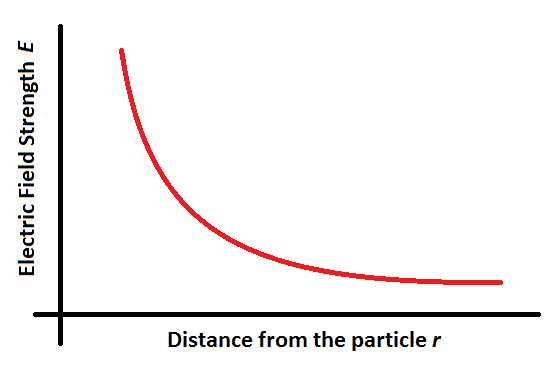 Electric Field Strength E
Distance from the particle r